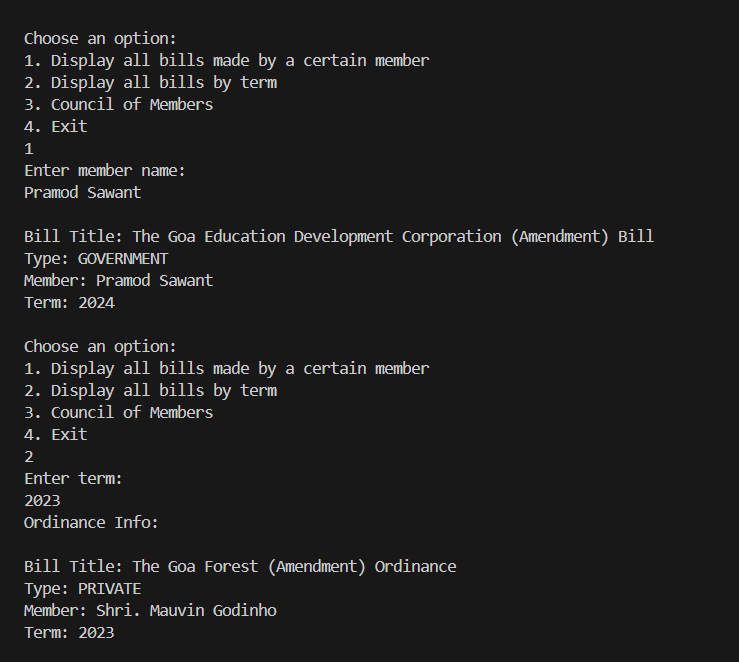 Choose an option:
1. Display all bills made by a certain member
2. Display all bills by term
3. Council of Members
4. Exit
1
Enter member name:
Pramod Sawant
Bill Title: The Goa Education Development Corporation (Amendment) Bill
Type: GOVERNMENT
Member: Pramod Sawant
Term: 2024
Choose an option:
1. Display all bills made by a certain member
2. Display all bills by term
3. Council of Members
4. Exit
2
Enter term:
2023
Ordinance Info:
Bill Title: The Goa Forest (Amendment) Ordinance
Type: PRIVATE
Member: Shri. Mauvin Godinho
Term: 2023